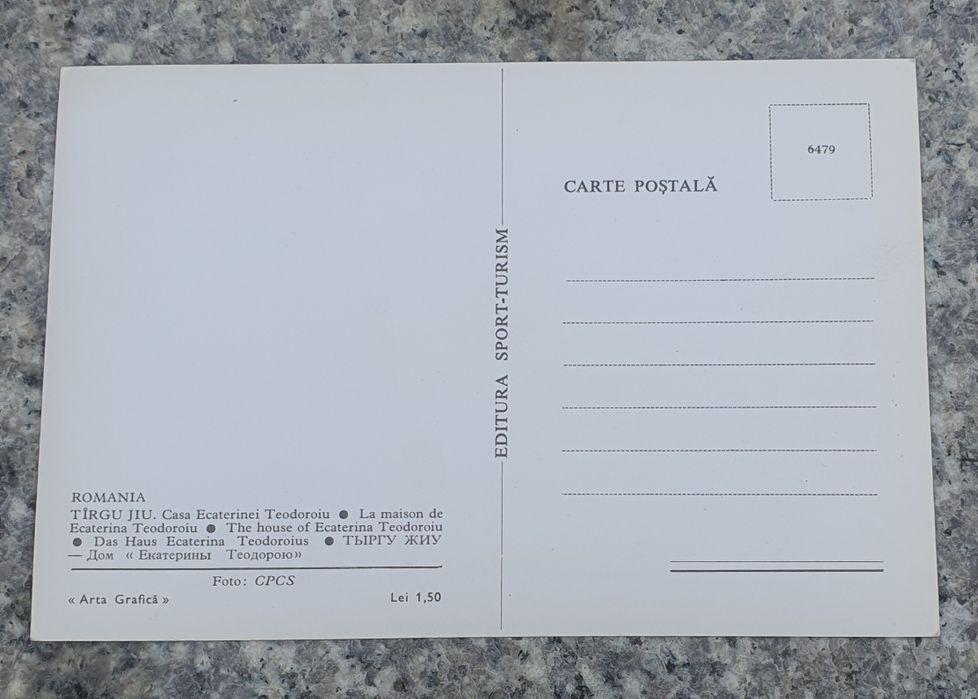 ROMANIA
TÎRGU JIU. Casa Ecaterinei Teodoroiu ● La maison de
Ecaterina Teodoroiu ● The house of Ecaterina Teodoroiu
● Das Haus Ecaterina Teodoroius ● ТЫРГУ ЖИУ
— Дом « Екатерины Теодорою»
Foto: CPCS
« Arta Grafică »
Lei 1,50
EDITURA SPORT-TURISM
CARTE POŞTALĂ
6479